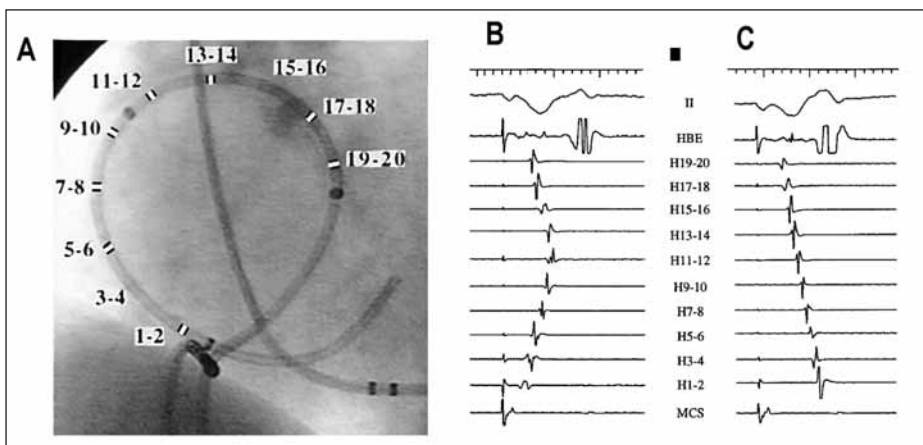 A
13-14
11-12
15-16
17-18
9-10
19-20
7-8
5-6
3-4
1-2
B
C
II
HBE
H19-20
H17-18
H15-16
H13-14
H11-12
H9-10
H7-8
H5-6
H3-4
H1-2
MCS